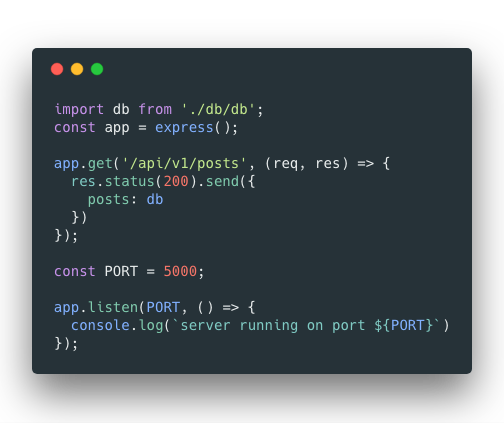 import db from './db/db';
const app = express();

app.get('/api/v1/posts', (req, res) => {
  res.status(200).send({
    posts: db
  })
});

const PORT = 5000;

app.listen(PORT, () => {
  console.log(`server running on port ${PORT}`)
});